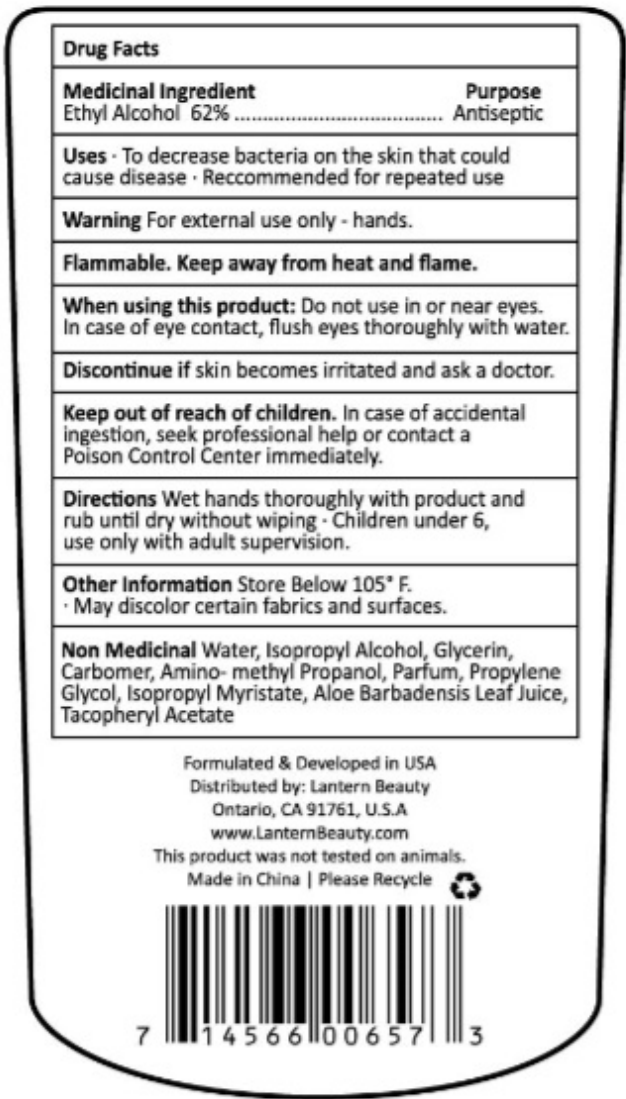 Drug Facts
Medicinal Ingredient Purpose
Ethyl Alcohol 62% ...................................... Antiseptic
Uses · To decrease bacteria on the skin that could
cause disease · Reccommended for repeated use
Warning For external use only - hands.
Flammable. Keep away from heat and flame.
When using this product: Do not use in or near eyes.
In case of eye contact, flush eyes thoroughly with water.
Discontinue if skin becomes irritated and ask a doctor.
Keep out of reach of children. In case of accidental
ingestion, seek professional help or contact a
Poison Control Center immediately.
Directions Wet hands thoroughly with product and
rub until dry without wiping · Children under 6,
use only with adult supervision.
Other Information Store Below 105° F.
· May discolor certain fabrics and surfaces.
Non Medicinal Water, Isopropyl Alcohol, Glycerin,
Carbomer, Amino- methyl Propanol, Parfum, Propylene
Glycol, Isopropyl Myristate, Aloe Barbadensis Leaf Juice,
Tacopheryl Acetate
Formulated & Developed in USA
Distributed by: Lantern Beauty
Ontario, CA 91761, U.S.A
www.LanternBeauty.com
This product was not tested on animals.
Made in China | Please Recycle
7 14566 00657 3